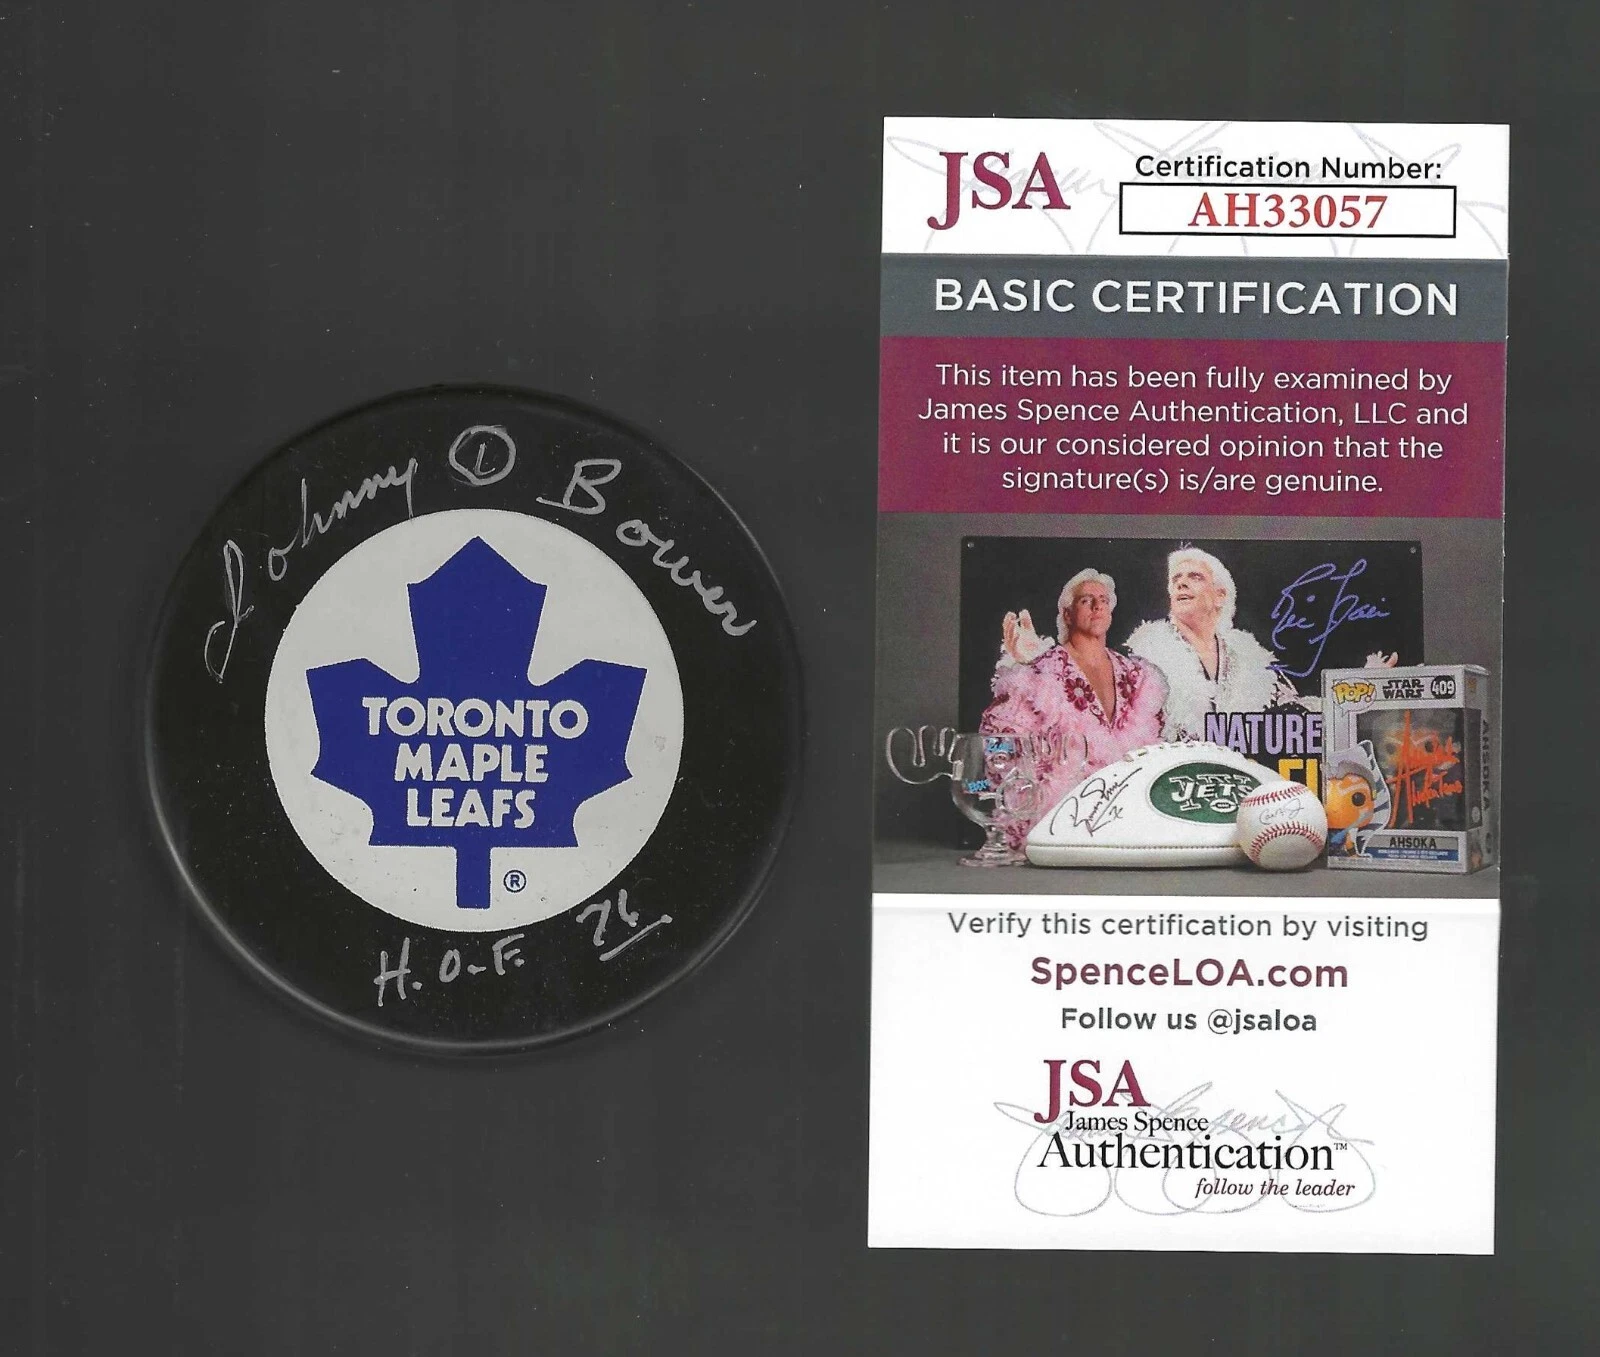 Johnny 1 Bower
TORONTO
MAPLE
LEAFS
®
H.O.F. 76
JSA
Certification Number:
AH33057
BASIC CERTIFICATION
This item has been fully examined by
James Spence Authentication, LLC and
it is our considered opinion that the
signature(s) is/are genuine.
Ric Flair
POP! STAR WARS 409
NATURE
JETS
AHSOKA
AHSOKA
Verify this certification by visiting
SpenceLOA.com
Follow us @jsaloa
JSA
James Spence
Authentication™
follow the leader